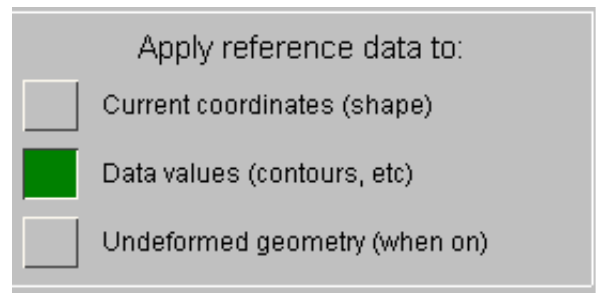 Apply reference data to:
Current coordinates (shape)
Data values (contours, etc)
Undeformed geometry (when on)